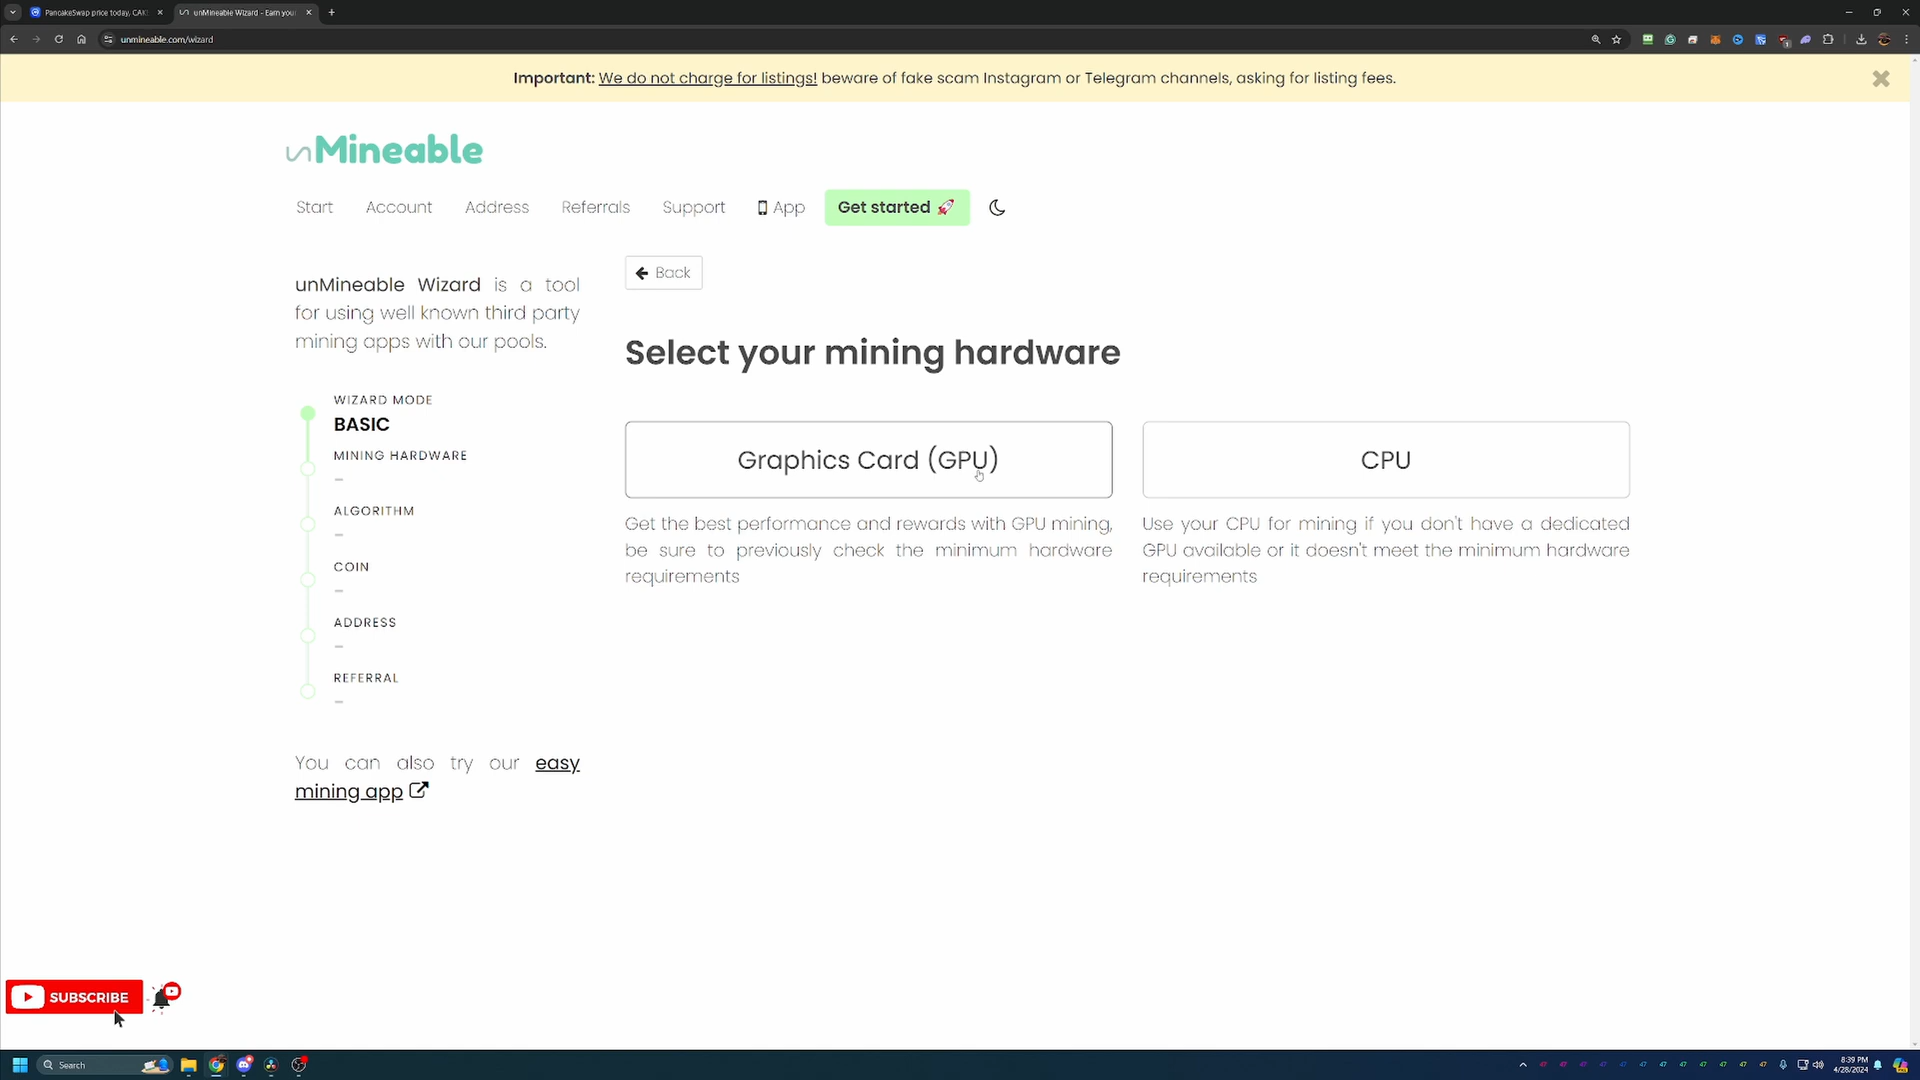 PancakeSwap price today, CAK
unMineable Wizard - Earn you
unmineable.com/wizard
Important: We do not charge for listings! beware of fake scam Instagram or Telegram channels, asking for listing fees.
unMineable
Start
Account
Address
Referrals
Support
App
Get started
Back
unMineable Wizard is a tool
for using well known third party
mining apps with our pools.
Select your mining hardware
WIZARD MODE
BASIC
MINING HARDWARE
–
ALGORITHM
–
COIN
–
ADDRESS
–
REFERRAL
–
Graphics Card (GPU)
Get the best performance and rewards with GPU mining,
be sure to previously check the minimum hardware
requirements
CPU
Use your CPU for mining if you don't have a dedicated
GPU available or it doesn't meet the minimum hardware
requirements
You can also try our easy
mining app
SUBSCRIBE
Search
8:39 PM
4/28/2024